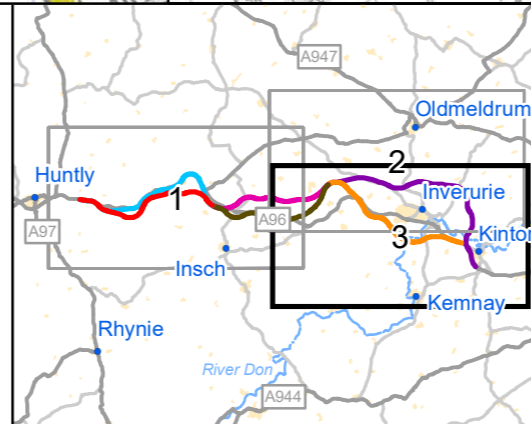 A947
Oldmeldrum
2
Huntly
1
Inverurie
A96
A97
3
Kintor
Insch
Kemnay
Rhynie
River Don
A944